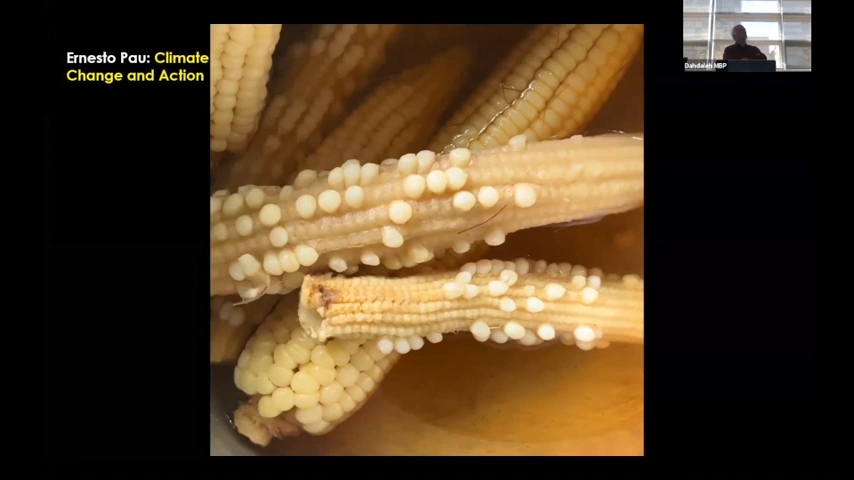 Ernesto Pau: Climate
Change and Action
Dahdaleh MBP